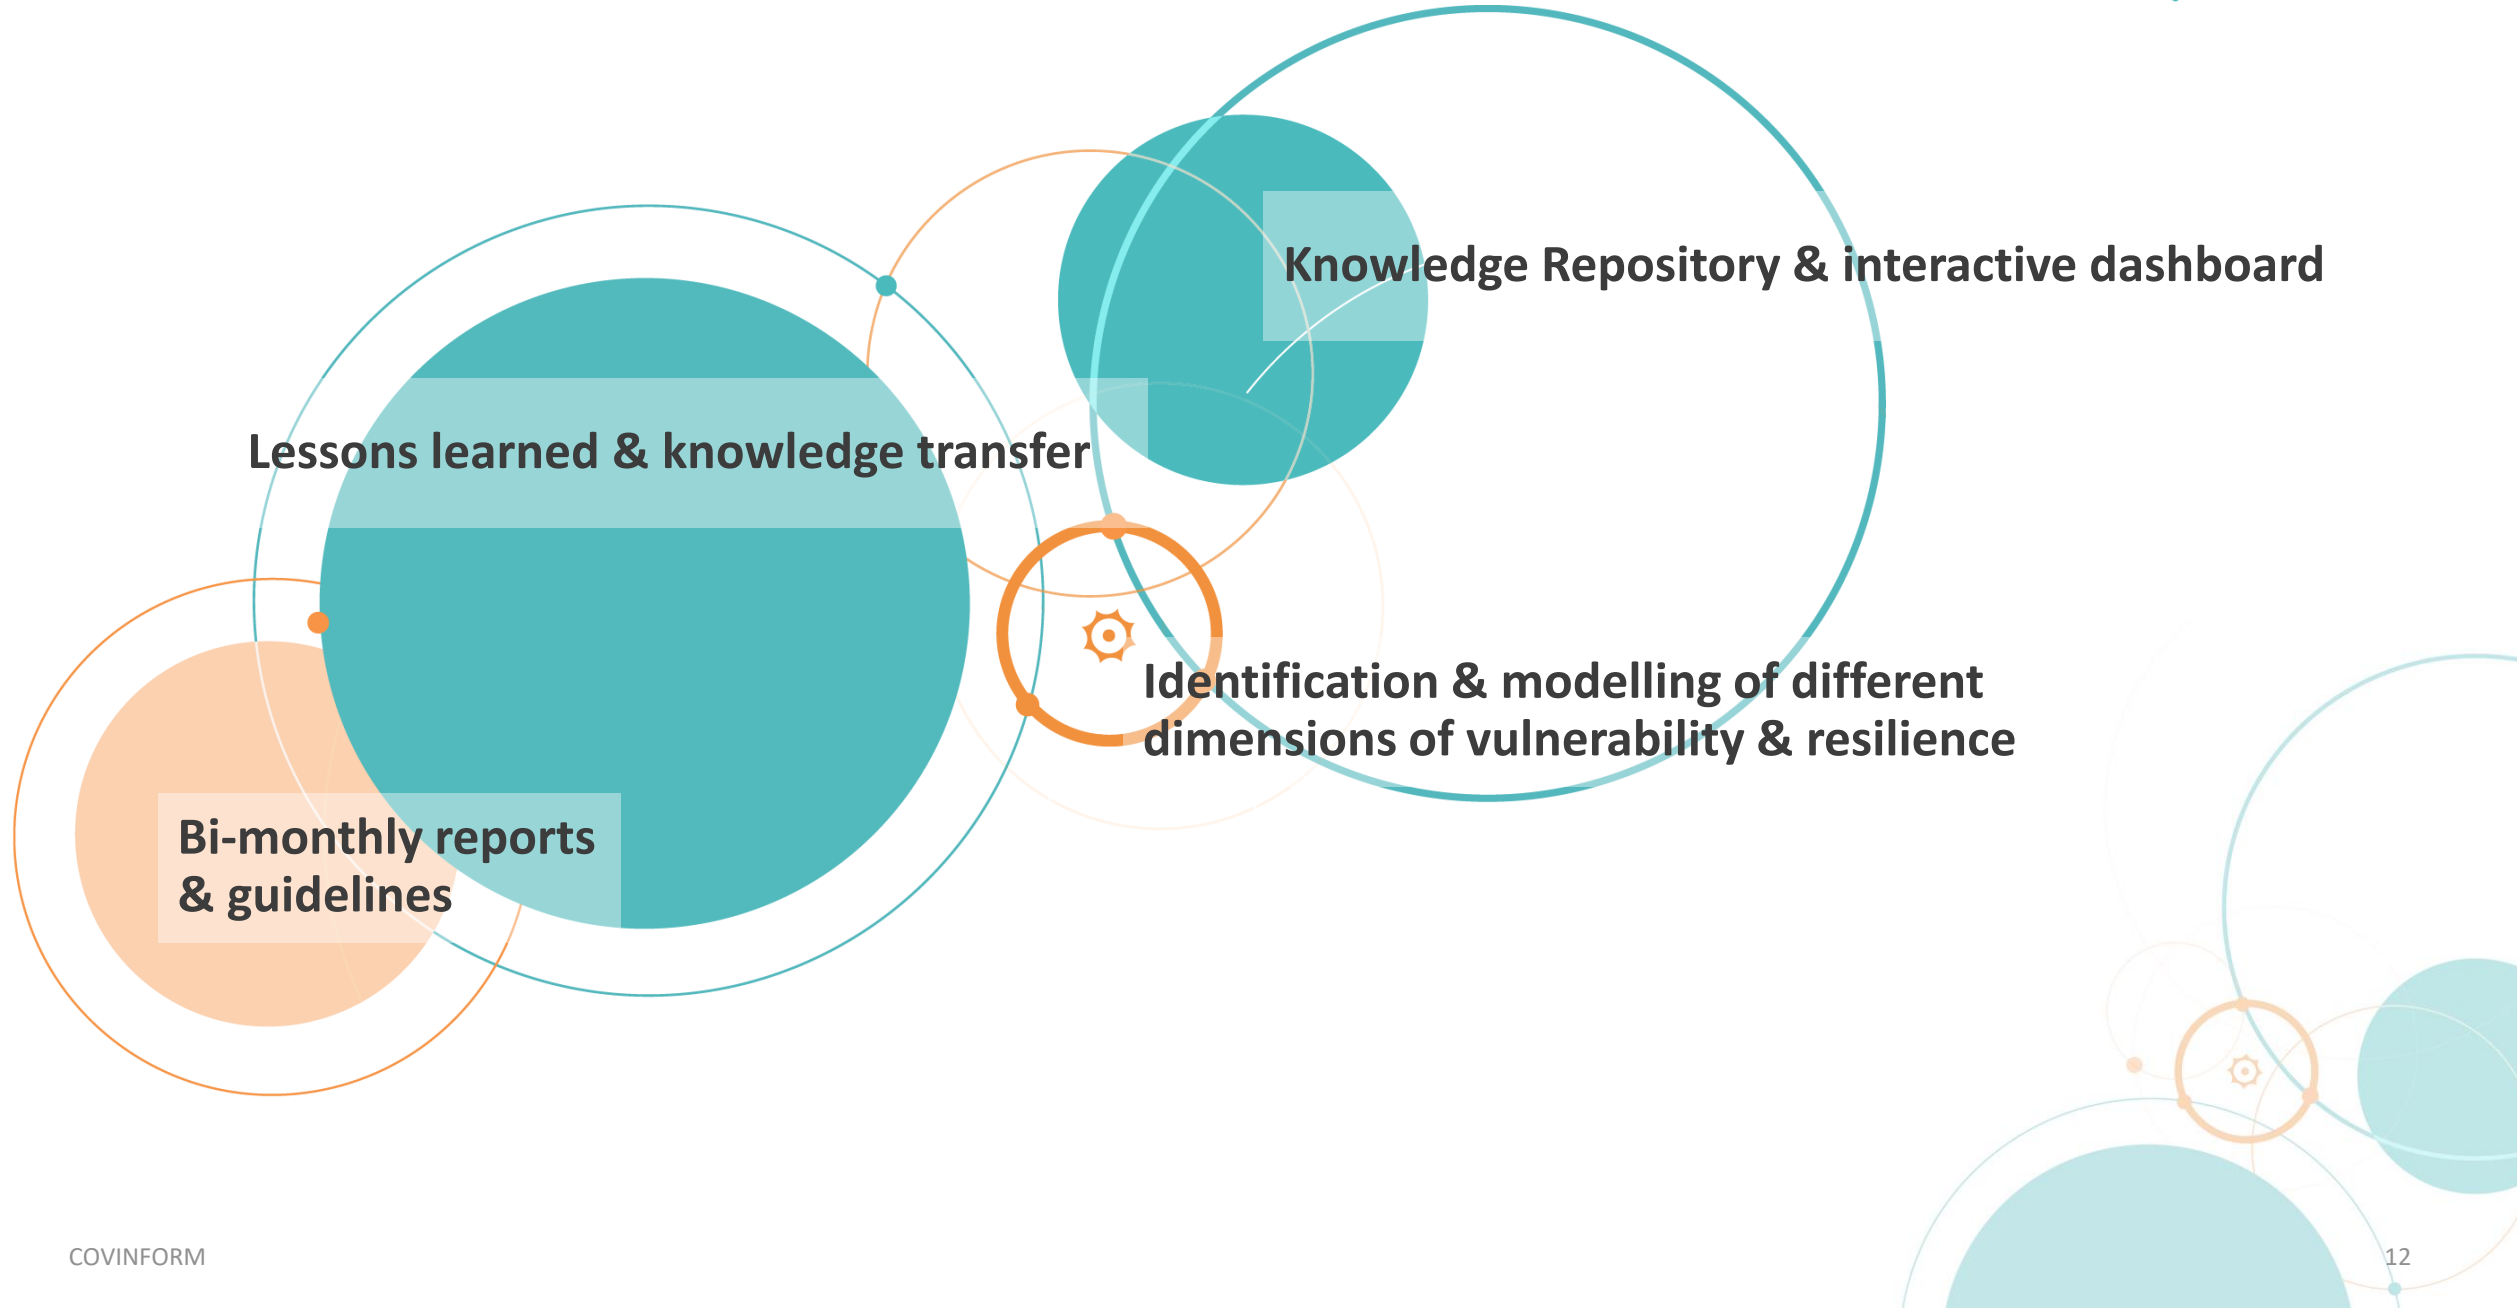 Knowledge Repository & interactive dashboard
Lessons learned & knowledge transfer
Identification & modelling of different
dimensions of vulnerability & resilience
Bi-monthly reports
& guidelines
COVINFORM
12